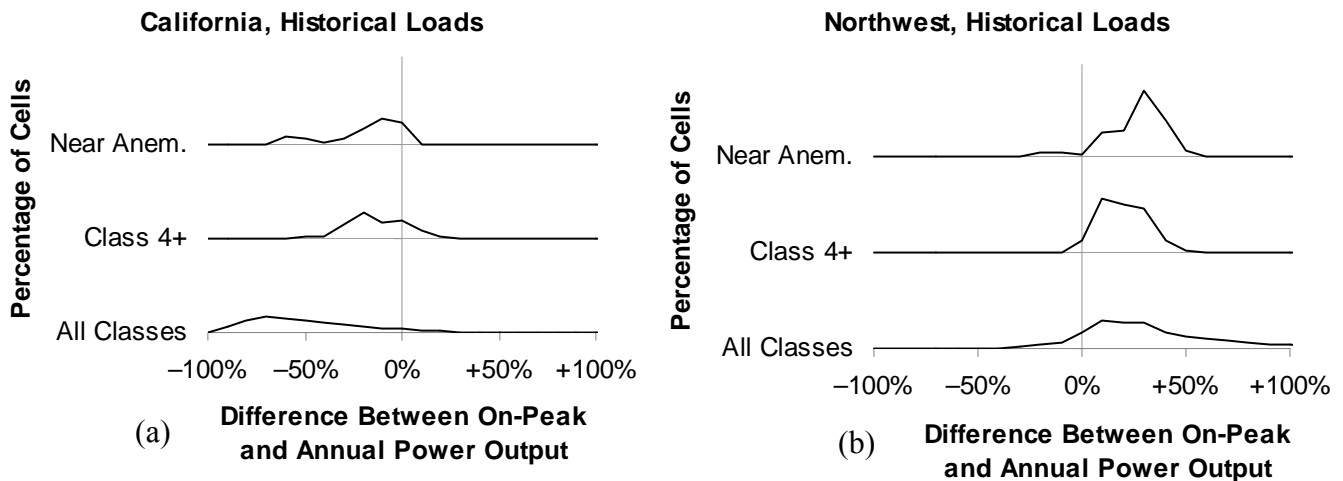 California, Historical Loads
Percentage of Cells
Near Anem.
Class 4+
All Classes
–100% –50% 0% +50% +100%
Difference Between On-Peak
and Annual Power Output
(a)
Northwest, Historical Loads
Percentage of Cells
Near Anem.
Class 4+
All Classes
–100% –50% 0% +50% +100%
Difference Between On-Peak
and Annual Power Output
(b)